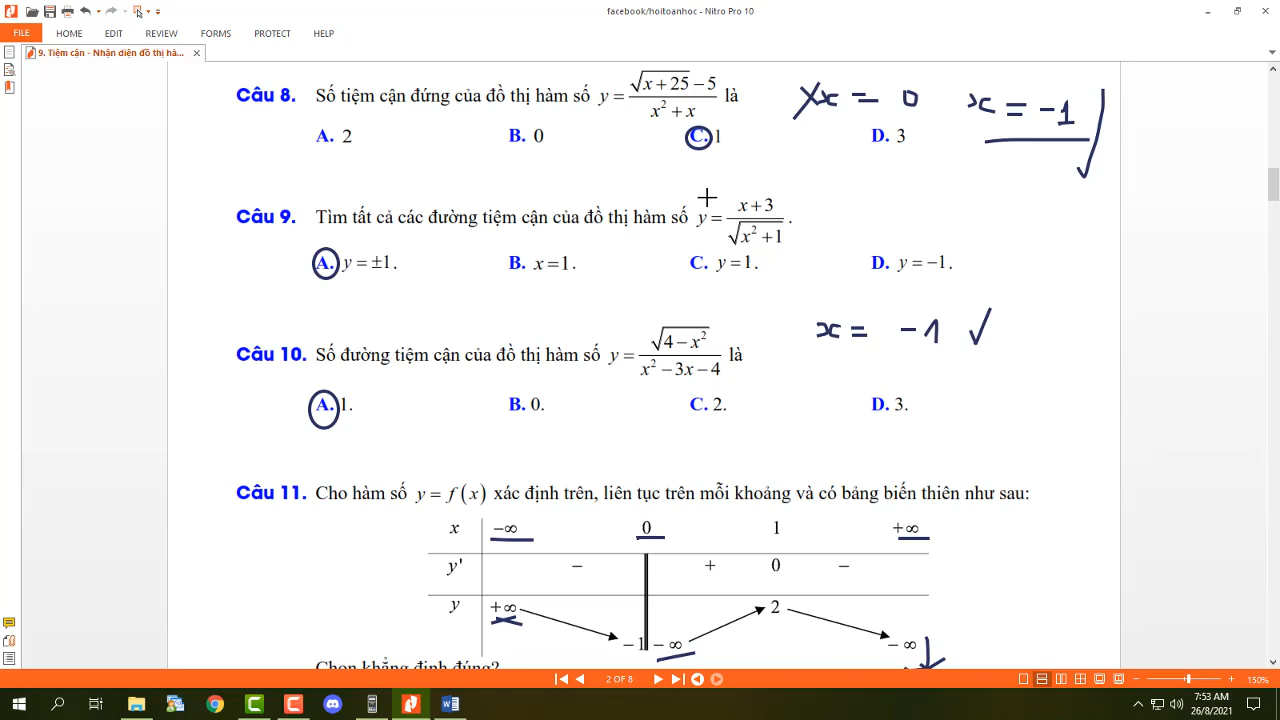 facebook/hoitoanhoc - Nitro Pro 10
FILE HOME EDIT REVIEW FORMS PROTECT HELP
9. Tiệm cận - Nhận diện đồ thị hà...
Câu 8. Số tiệm cận đứng của đồ thị hàm số y = (√(x + 25) − 5)/(x² + x) là
A. 2 B. 0 C. 1 D. 3
x = 0 x = -1
Câu 9. Tìm tất cả các đường tiệm cận của đồ thị hàm số y = (x + 3)/√(x² + 1).
A. y = ±1. B. x = 1. C. y = 1. D. y = −1.
Câu 10. Số đường tiệm cận của đồ thị hàm số y = √(4 − x²)/(x² − 3x − 4) là
x = -1
A. 1. B. 0. C. 2. D. 3.
Câu 11. Cho hàm số y = f(x) xác định trên, liên tục trên mỗi khoảng và có bảng biến thiên như sau:
x −∞ 0 1 +∞
y' − + 0 −
y +∞ −1 −∞ 2 −∞
Chọn khẳng định đúng?
2 OF 8
150%
7:53 AM
26/8/2021